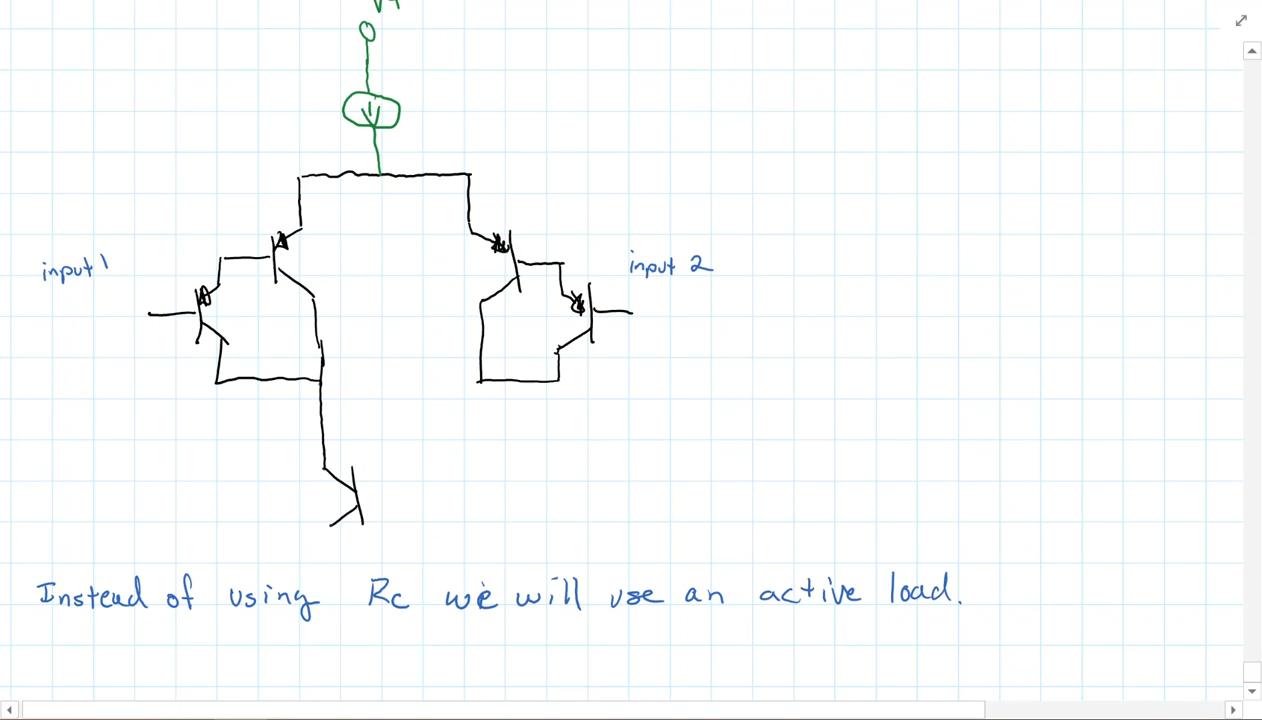 V+
input 1
input 2
Instead of using Rc we will use an active load.